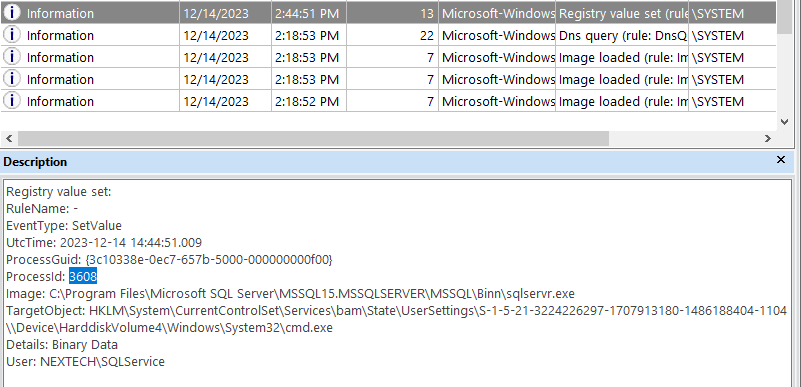 Information 12/14/2023 2:44:51 PM 13 Microsoft-Windows Registry value set (rule \SYSTEM
Information 12/14/2023 2:18:53 PM 22 Microsoft-Windows Dns query (rule: DnsQ \SYSTEM
Information 12/14/2023 2:18:53 PM 7 Microsoft-Windows Image loaded (rule: Im \SYSTEM
Information 12/14/2023 2:18:53 PM 7 Microsoft-Windows Image loaded (rule: Im \SYSTEM
Information 12/14/2023 2:18:52 PM 7 Microsoft-Windows Image loaded (rule: Im \SYSTEM
Description
Registry value set:
RuleName: -
EventType: SetValue
UtcTime: 2023-12-14 14:44:51.009
ProcessGuid: {3c10338e-0ec7-657b-5000-000000000f00}
ProcessId: 3608
Image: C:\Program Files\Microsoft SQL Server\MSSQL15.MSSQLSERVER\MSSQL\Binn\sqlservr.exe
TargetObject: HKLM\System\CurrentControlSet\Services\bam\State\UserSettings\S-1-5-21-3224226297-1707913180-1486188404-1104
\\Device\HarddiskVolume4\Windows\System32\cmd.exe
Details: Binary Data
User: NEXTECH\SQLService